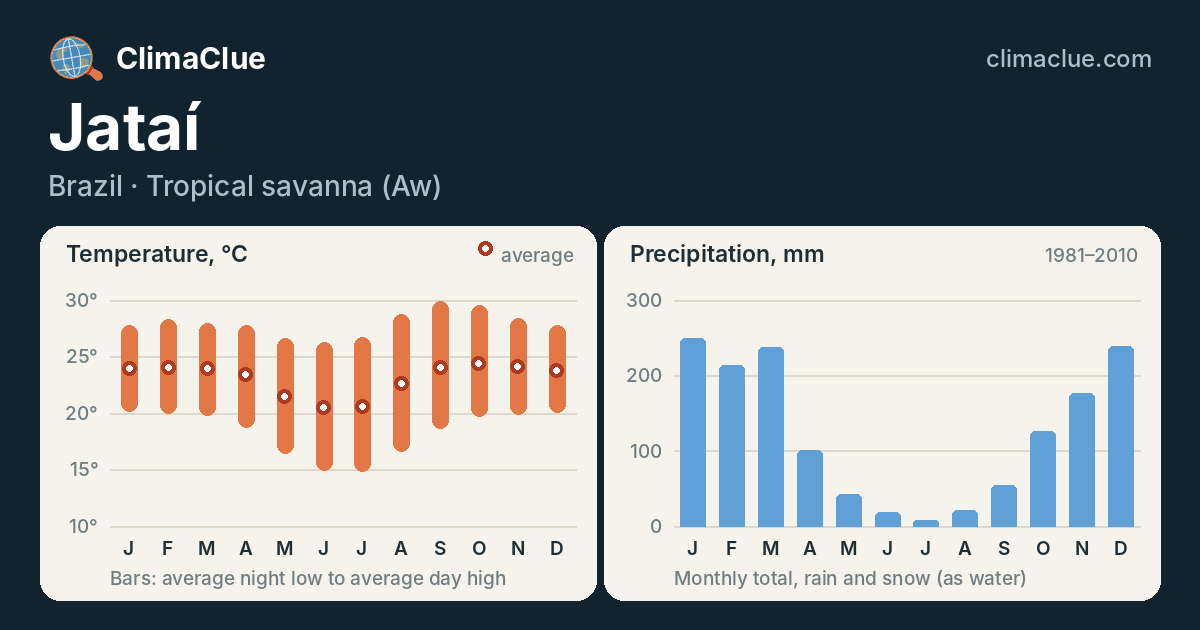 ClimaClue
climaclue.com
Jataí
Brazil · Tropical savanna (Aw)
Temperature, °C
average
30°
25°
20°
15°
10°
J F M A M J J A S O N D
Bars: average night low to average day high
Precipitation, mm
1981–2010
300
200
100
0
J F M A M J J A S O N D
Monthly total, rain and snow (as water)